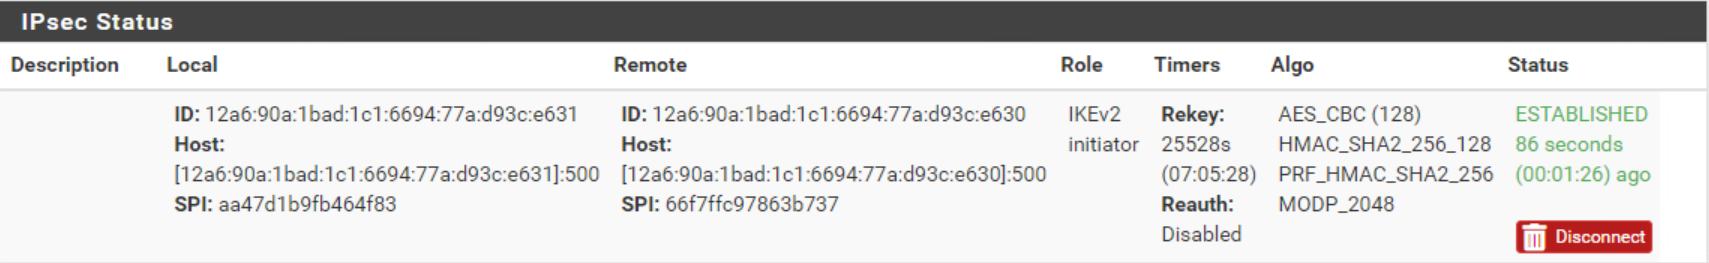 IPsec Status
Description Local Remote Role Timers Algo Status
ID: 12a6:90a:1bad:1c1:6694:77a:d93c:e631 ID: 12a6:90a:1bad:1c1:6694:77a:d93c:e630 IKEv2 Rekey: AES_CBC (128) ESTABLISHED
Host: Host: initiator 25528s HMAC_SHA2_256_128 86 seconds
[12a6:90a:1bad:1c1:6694:77a:d93c:e631]:500 [12a6:90a:1bad:1c1:6694:77a:d93c:e630]:500 (07:05:28) PRF_HMAC_SHA2_256 (00:01:26) ago
SPI: aa47d1b9fb464f83 SPI: 66f7ffc97863b737 Reauth: MODP_2048
Disabled Disconnect